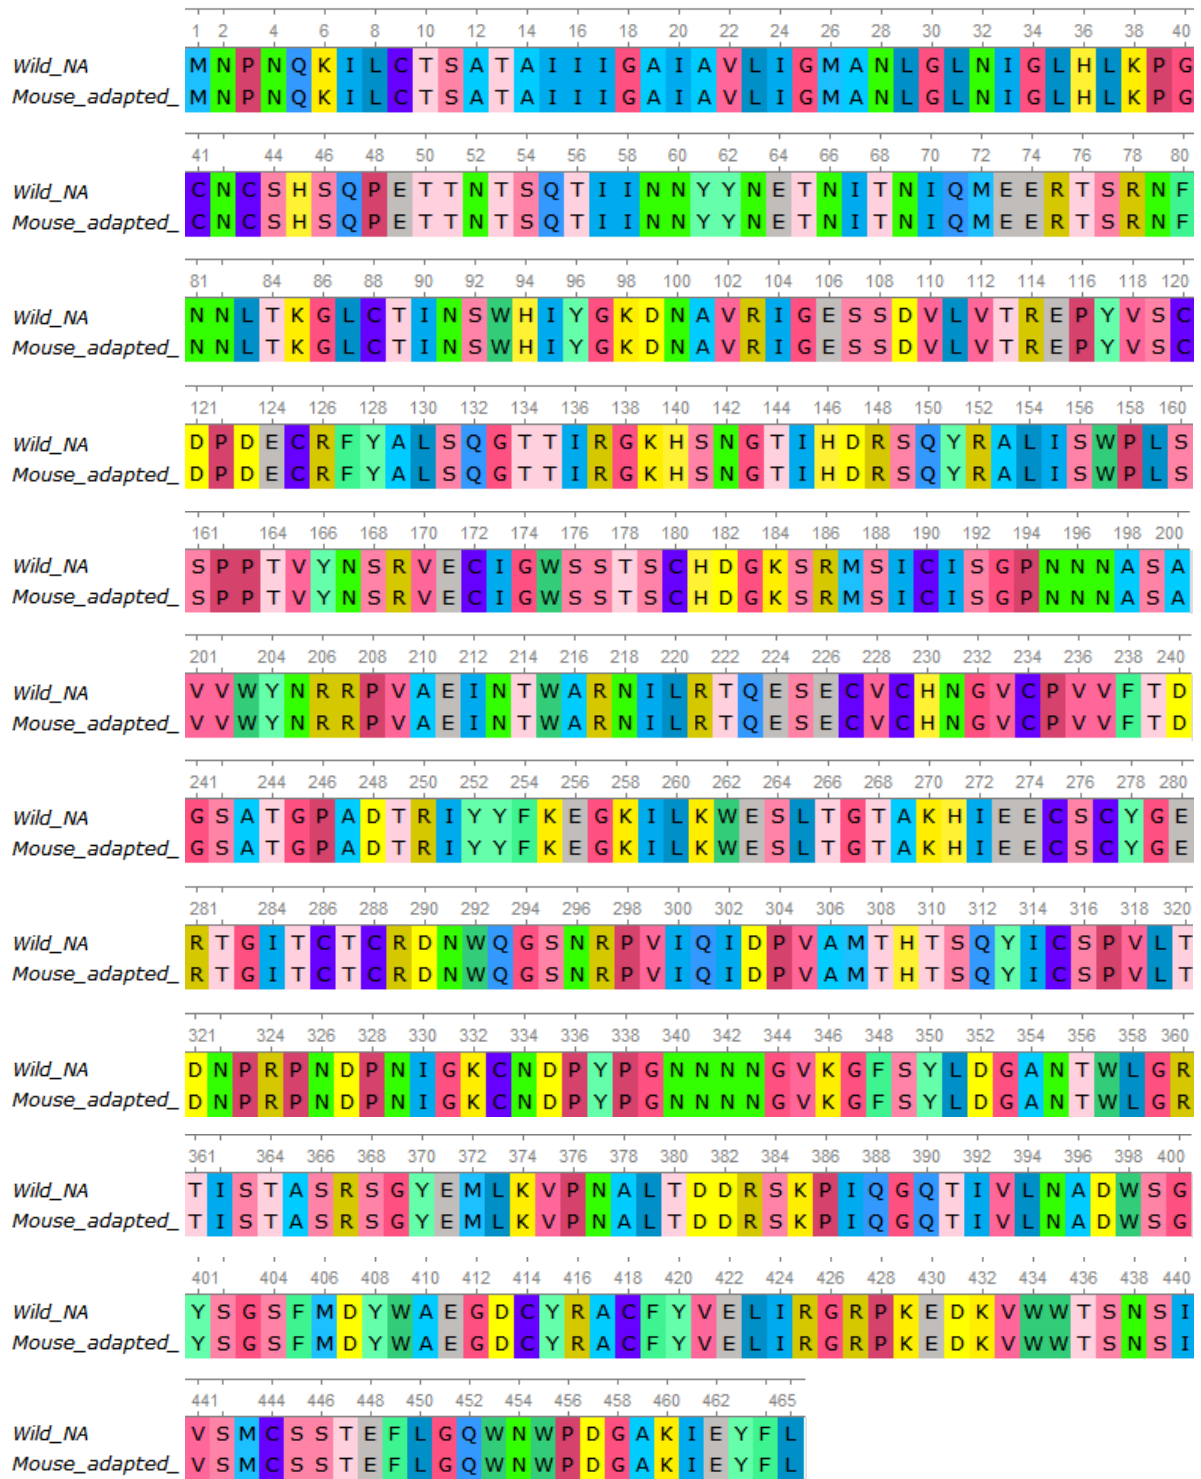 1 2 4 6 8 10 12 14 16 18 20 22 24 26 28 30 32 34 36 38 40
Wild_NA MNPNQKILCTSATAIIIGAIAVLIGMANLGLNIGLHLKPG
Mouse_adapted_ MNPNQKILCTSATAIIIGAIAVLIGMANLGLNIGLHLKPG
41 44 46 48 50 52 54 56 58 60 62 64 66 68 70 72 74 76 78 80
Wild_NA CNCSHSQPETTNTSQTIINNYYNETNITNIQMEERTSRNF
Mouse_adapted_ CNCSHSQPETTNTSQTIINNYYNETNITNIQMEERTSRNF
81 84 86 88 90 92 94 96 98 100 102 104 106 108 110 112 114 116 118 120
Wild_NA NNLTKGLCTINSWHIYGKDNAVRIGESSDVLVTREPYVSC
Mouse_adapted_ NNLTKGLCTINSWHIYGKDNAVRIGESSDVLVTREPYVSC
121 124 126 128 130 132 134 136 138 140 142 144 146 148 150 152 154 156 158 160
Wild_NA DPDECRFYALSQGTTIRGKHSNGTIHDRSQYRALISWPLS
Mouse_adapted_ DPDECRFYALSQGTTIRGKHSNGTIHDRSQYRALISWPLS
161 164 166 168 170 172 174 176 178 180 182 184 186 188 190 192 194 196 198 200
Wild_NA SPPTVYNSRVECIGWSSTSCHDGKSRMSICISGPNNNASA
Mouse_adapted_ SPPTVYNSRVECIGWSSTSCHDGKSRMSICISGPNNNASA
201 204 206 208 210 212 214 216 218 220 222 224 226 228 230 232 234 236 238 240
Wild_NA VVWYNRRPVAEINTWARNILRTQESECVCHNGVCPVVFTD
Mouse_adapted_ VVWYNRRPVAEINTWARNILRTQESECVCHNGVCPVVFTD
241 244 246 248 250 252 254 256 258 260 262 264 266 268 270 272 274 276 278 280
Wild_NA GSATGPADTRIYYFKEGKILKWESLTGTAKHIEECSCYGE
Mouse_adapted_ GSATGPADTRIYYFKEGKILKWESLTGTAKHIEECSCYGE
281 284 286 288 290 292 294 296 298 300 302 304 306 308 310 312 314 316 318 320
Wild_NA RTGITCTCRDNWQGSNRPVIQIDPVAMTHTSQYICSPVLT
Mouse_adapted_ RTGITCTCRDNWQGSNRPVIQIDPVAMTHTSQYICSPVLT
321 324 326 328 330 332 334 336 338 340 342 344 346 348 350 352 354 356 358 360
Wild_NA DNPRPNDPNIGKCNDPYPGNNNNGVKGFSYLDGANTWLGR
Mouse_adapted_ DNPRPNDPNIGKCNDPYPGNNNNGVKGFSYLDGANTWLGR
361 364 366 368 370 372 374 376 378 380 382 384 386 388 390 392 394 396 398 400
Wild_NA TISTASRSGYEMLKVPNALTDDRSKPIQGQTIVLNADWSG
Mouse_adapted_ TISTASRSGYEMLKVPNALTDDRSKPIQGQTIVLNADWSG
401 404 406 408 410 412 414 416 418 420 422 424 426 428 430 432 434 436 438 440
Wild_NA YSGSFMDYWAEGDCYRACFYVELIRGRPKEDKVWWTSNSI
Mouse_adapted_ YSGSFMDYWAEGDCYRACFYVELIRGRPKEDKVWWTSNSI
441 444 446 448 450 452 454 456 458 460 462 465
Wild_NA VSMCSSTEFLGQWNWPDGAKIEYFL
Mouse_adapted_ VSMCSSTEFLGQWNWPDGAKIEYFL